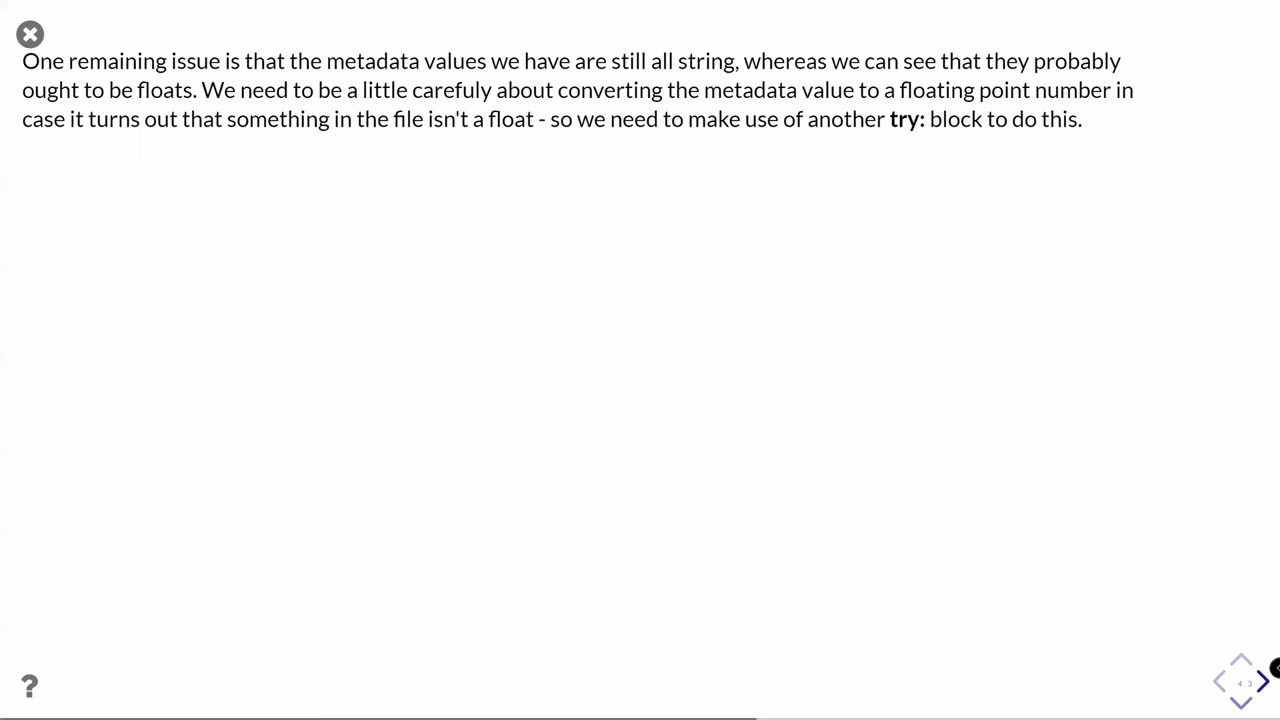 One remaining issue is that the metadata values we have are still all string, whereas we can see that they probably
ought to be floats. We need to be a little carefuly about converting the metadata value to a floating point number in
case it turns out that something in the file isn't a float - so we need to make use of another try: block to do this.
?
4.3